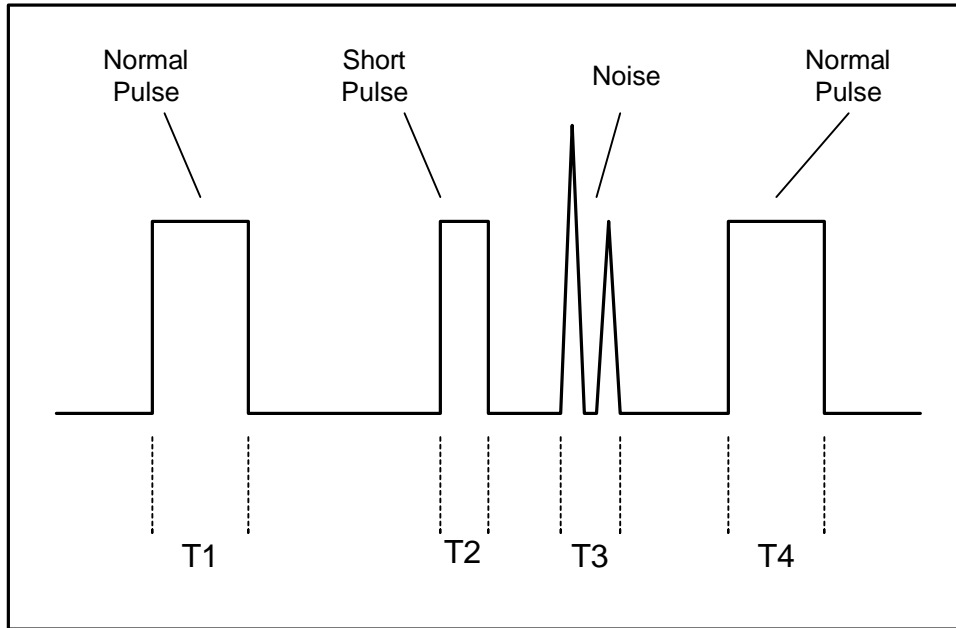 Normal
Pulse
Short
Pulse
Noise
Normal
Pulse
T1
T2
T3
T4